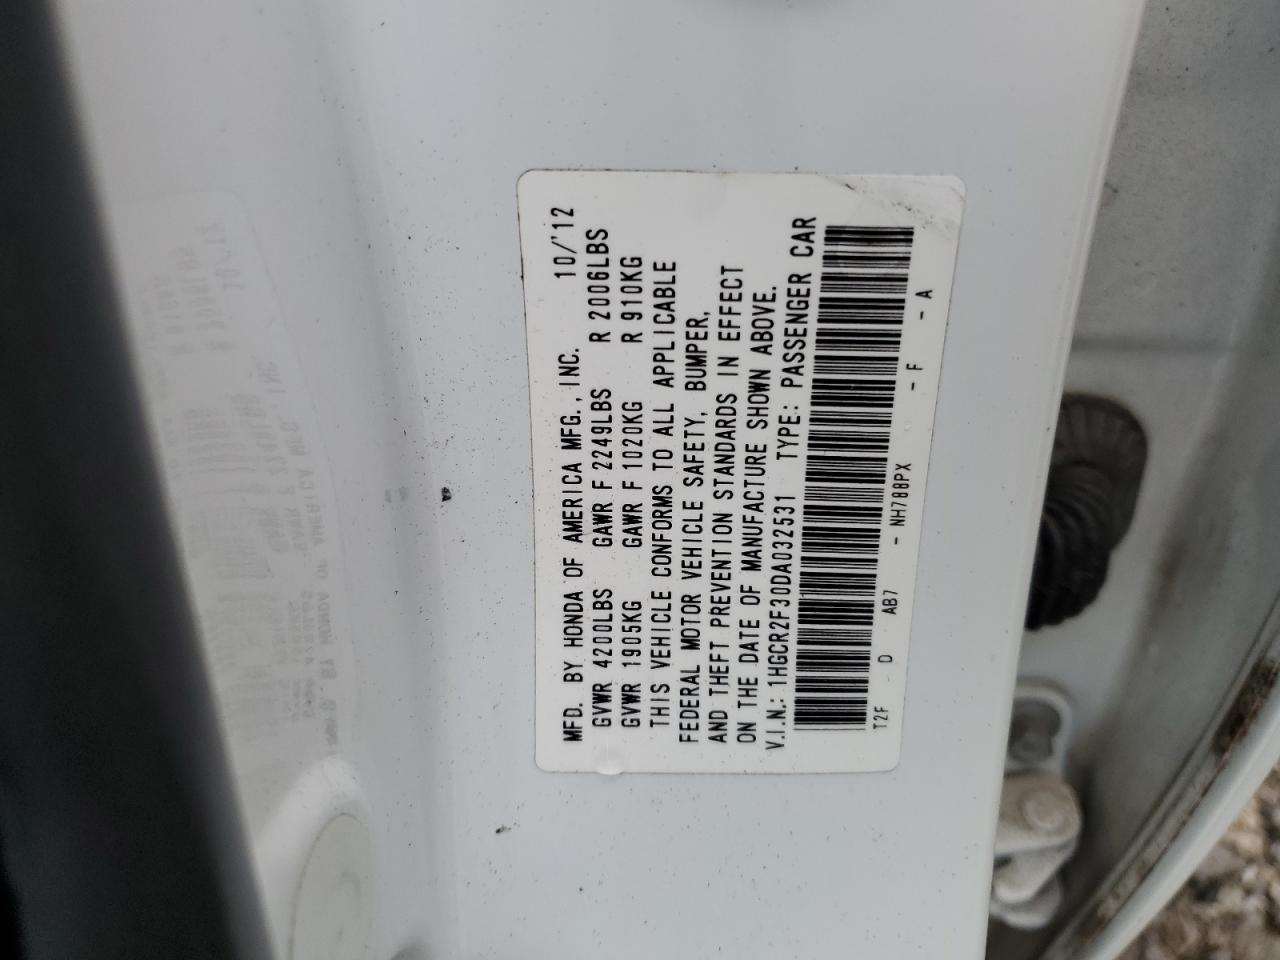 MFD. BY HONDA OF AMERICA MFG., INC. 10/'12
GVWR 4200LBS GAWR F 2249LBS R 2006LBS
GVWR 1905KG GAWR F 1020KG R 910KG
THIS VEHICLE CONFORMS TO ALL APPLICABLE
FEDERAL MOTOR VEHICLE SAFETY, BUMPER,
AND THEFT PREVENTION STANDARDS IN EFFECT
ON THE DATE OF MANUFACTURE SHOWN ABOVE.
V.I.N.: 1HGCR2F30DA032531 TYPE: PASSENGER CAR
T2F - D AB7 - NH788PX - F - A